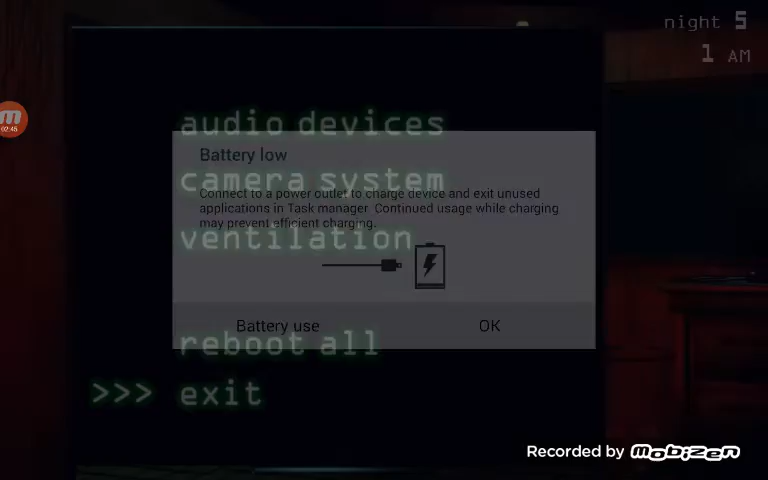 night 5
1 AM
02:45
audio devices
Battery low
camera system
Connect to a power outlet to charge device and exit unused
applications in Task manager. Continued usage while charging
may prevent efficient charging.
ventilation
Battery use
OK
reboot all
>>> exit
Recorded by mobizen